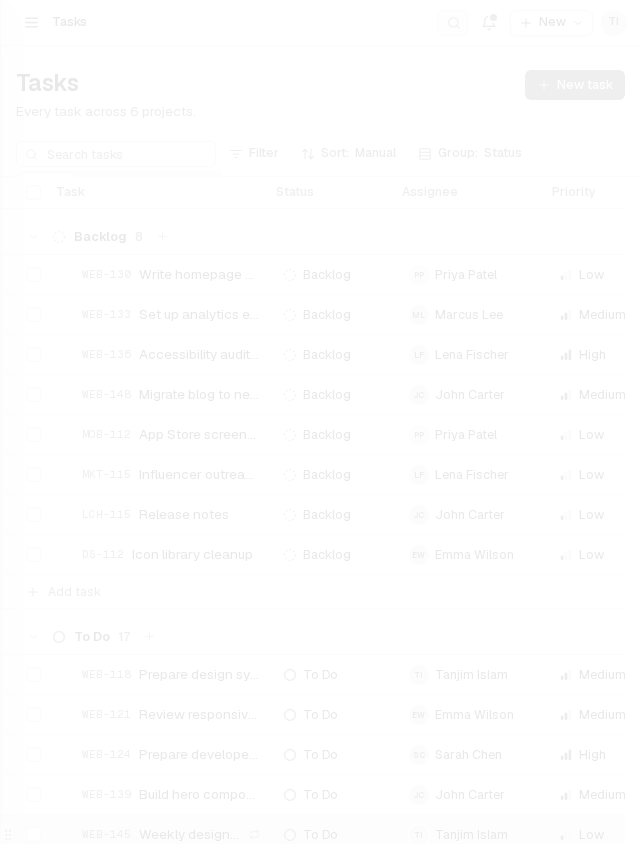 Tasks
New
TI
Tasks
Every task across 6 projects
New task
Search tasks
Filter
Sort: Manual
Group: Status
Task Status Assignee Priority
Backlog 8
WEB-130 Write homepage ... Backlog PP Priya Patel Low
WEB-133 Set up analytics e... Backlog ML Marcus Lee Medium
WEB-136 Accessibility audit... Backlog LF Lena Fischer High
WEB-148 Migrate blog to ne... Backlog JC John Carter Medium
MOB-112 App Store screen... Backlog PP Priya Patel Low
MKT-115 Influencer outrea... Backlog LF Lena Fischer Low
LCH-115 Release notes Backlog JC John Carter Low
DS-112 Icon library cleanup Backlog EW Emma Wilson Low
Add task
To Do 17
WEB-118 Prepare design sy... To Do TI Tanjim Islam Medium
WEB-121 Review responsiv... To Do EW Emma Wilson Medium
WEB-124 Prepare develope... To Do SC Sarah Chen High
WEB-139 Build hero compo... To Do JC John Carter Medium
WEB-145 Weekly design... To Do TI Tanjim Islam Low